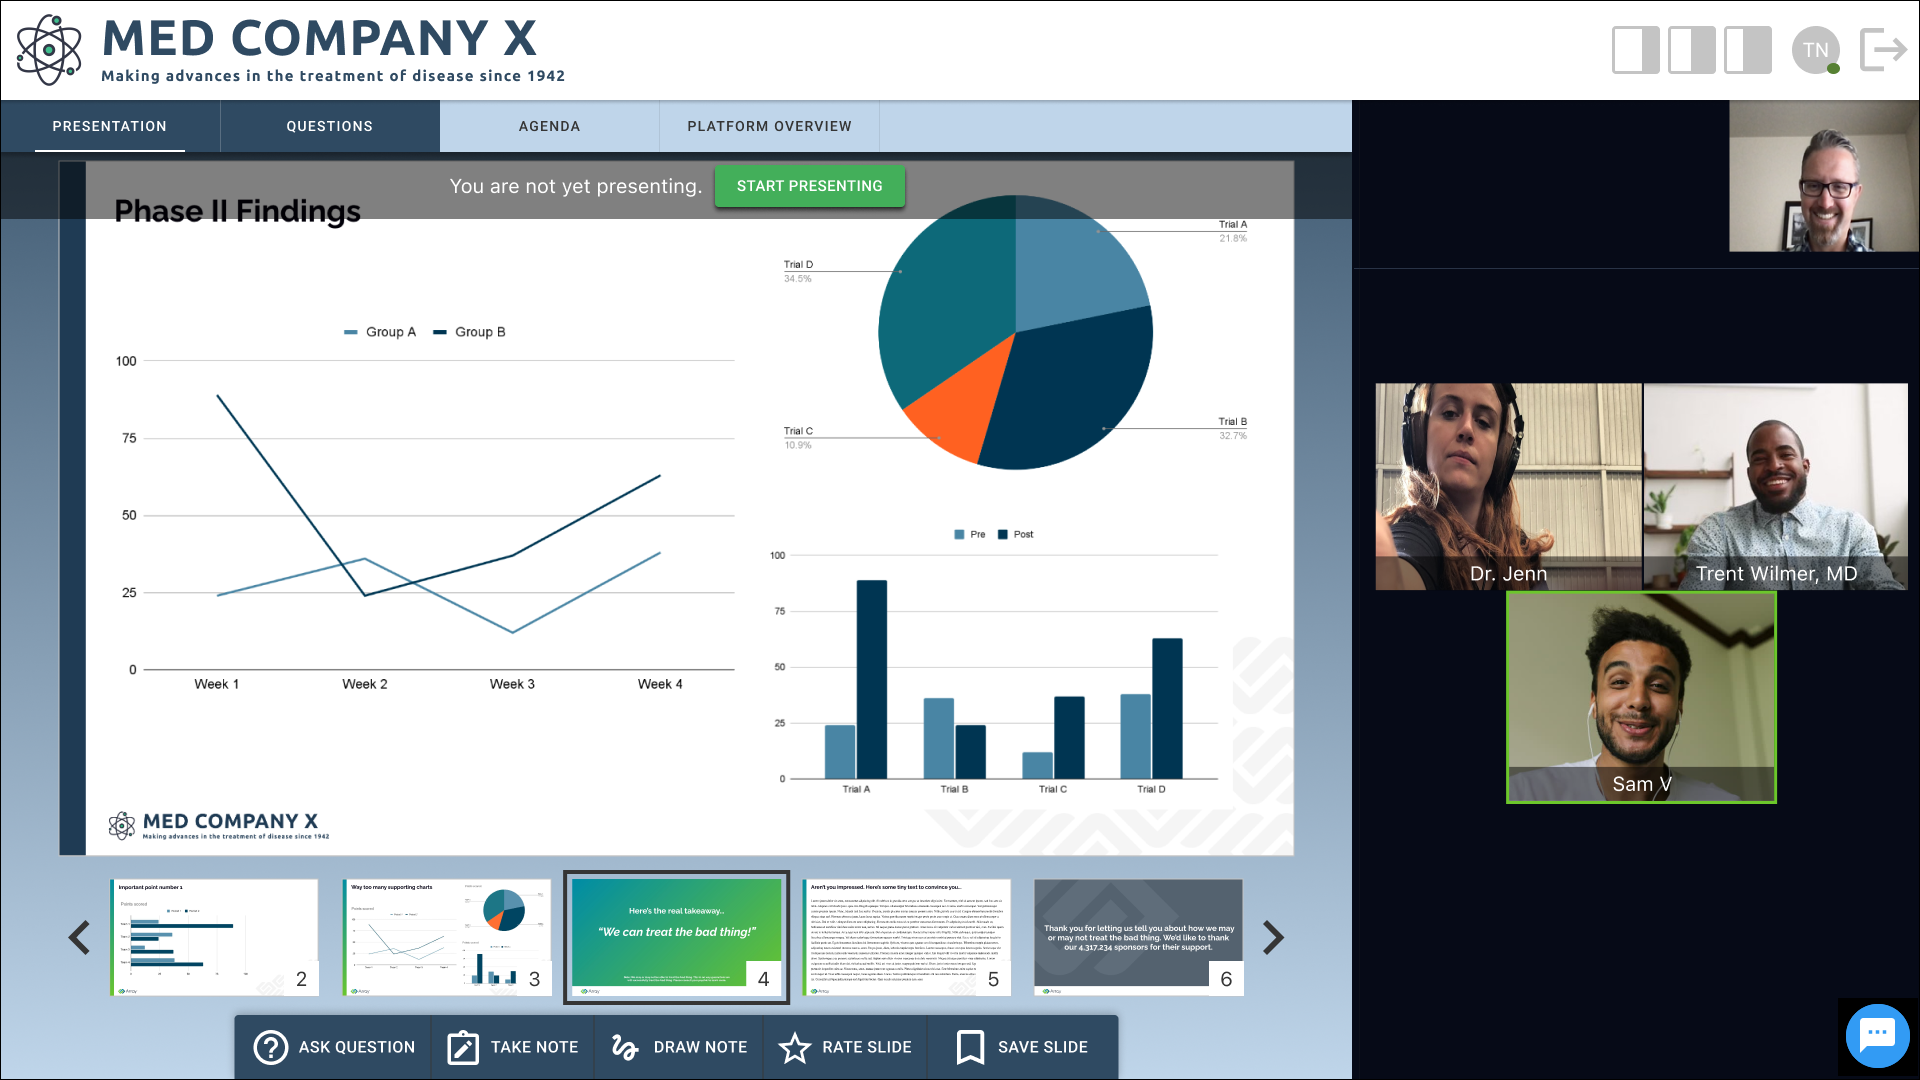 MED COMPANY X
Making advances in the treatment of disease since 1942
TN
PRESENTATION
QUESTIONS
AGENDA
PLATFORM OVERVIEW
You are not yet presenting.
START PRESENTING
Phase II Findings
Group A
Group B
100
75
50
25
0
Week 1
Week 2
Week 3
Week 4
Trial A
21.8%
Trial D
34.5%
Trial B
32.7%
Trial C
10.9%
Pre
Post
100
75
50
25
0
Trial A
Trial B
Trial C
Trial D
MED COMPANY X
Making advances in the treatment of disease since 1942
Dr. Jenn
Trent Wilmer, MD
Sam V
Important point number 1
Points scored
2
Way too many supporting charts
Points scored
3
Here's the real takeaway..
"We can treat the bad thing!"
Array
4
Aren't you impressed. Here's some tiny text to convince you...
Array
5
Thank you for letting us tell you about how we may
or may not treat the bad thing. We'd like to thank
our 4,317,234 sponsors for their support.
Array
6
ASK QUESTION
TAKE NOTE
DRAW NOTE
RATE SLIDE
SAVE SLIDE